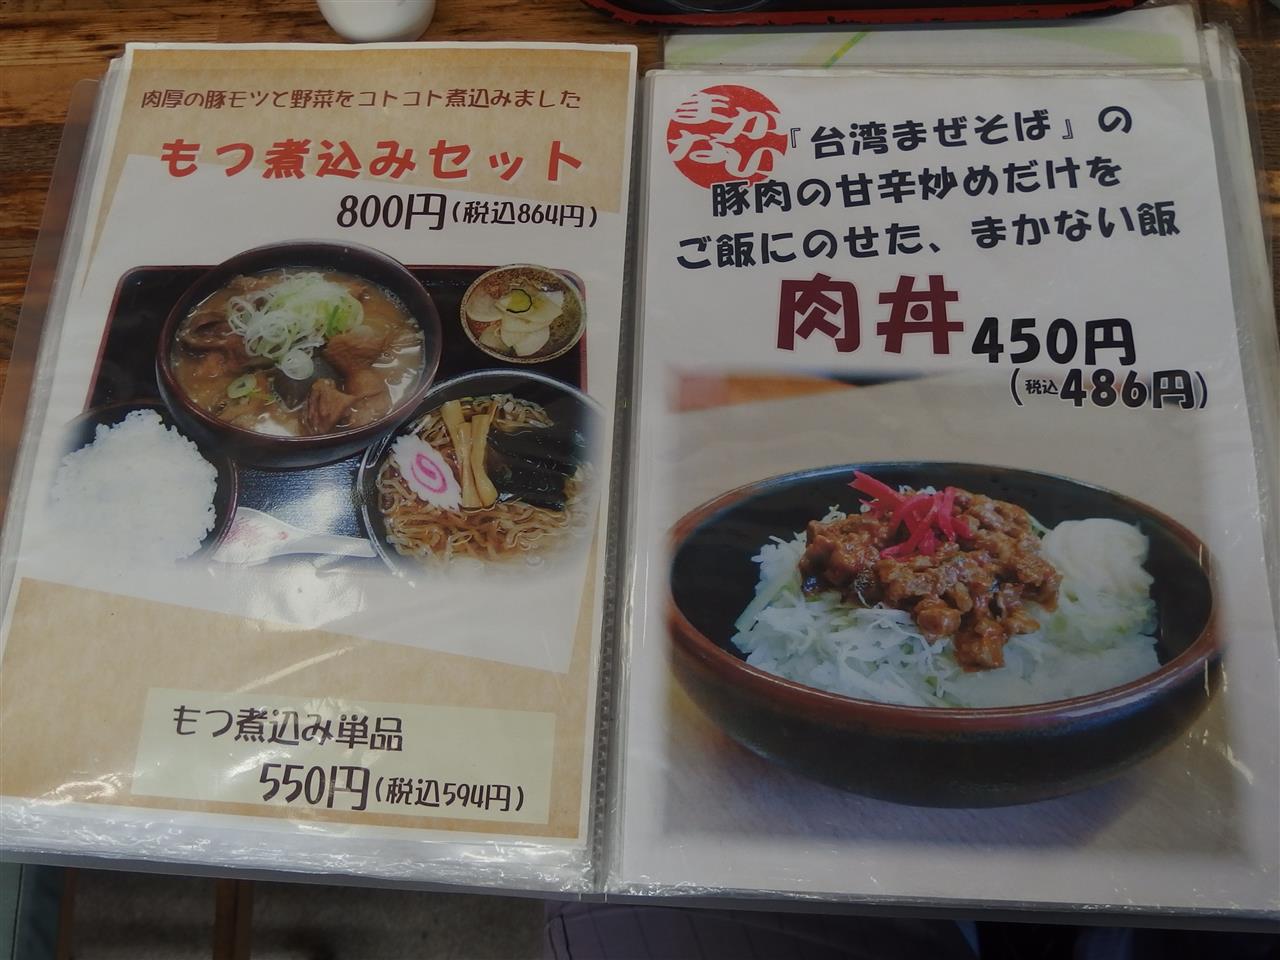 肉厚の豚モツと野菜をコトコト煮込みました
もつ煮込みセット
800円(税込864円)
もつ煮込み単品
550円(税込594円)
まかない
『台湾まぜそば』の
豚肉の甘辛炒めだけを
ご飯にのせた、まかない飯
肉丼 450円
(税込486円)